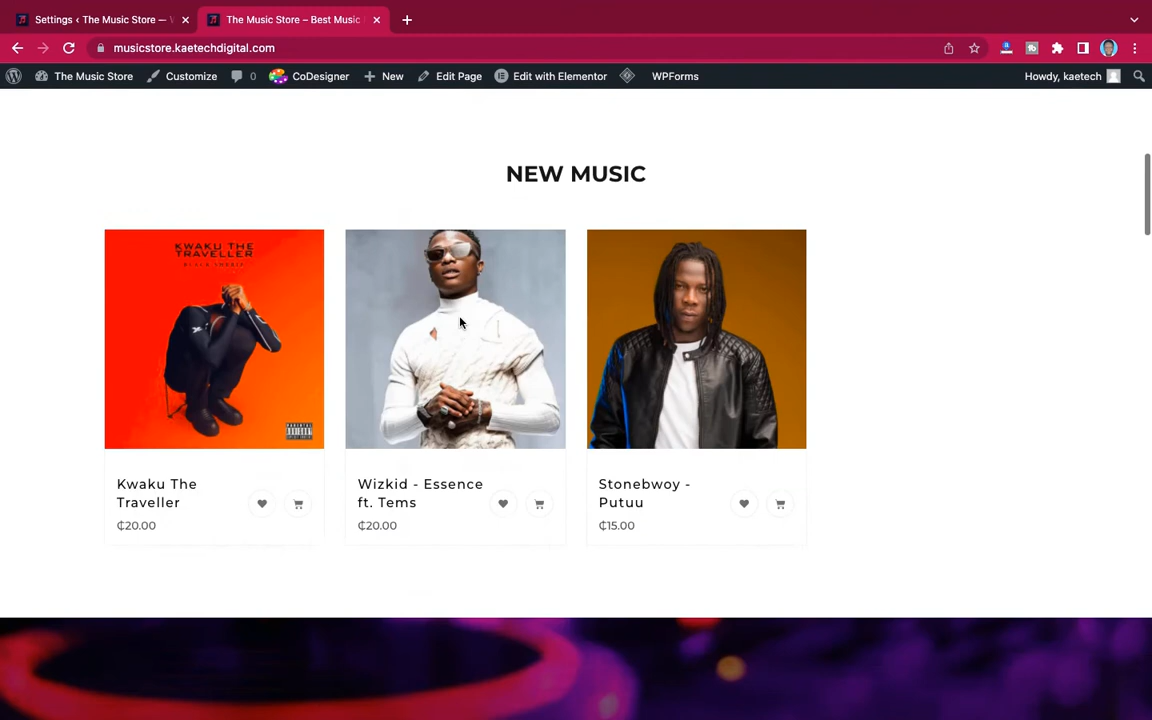 Settings ‹ The Music Store —
The Music Store – Best Music
musicstore.kaetechdigital.com
The Music Store
Customize
0
CoDesigner
New
Edit Page
Edit with Elementor
WPForms
Howdy, kaetech
NEW MUSIC
KWAKU THE
TRAVELLER
BLACK SHERIF
Kwaku The
Traveller
₵20.00
Wizkid - Essence
ft. Tems
₵20.00
Stonebwoy -
Putuu
₵15.00